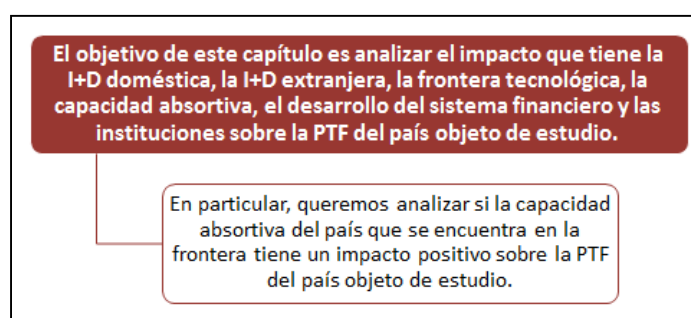 El objetivo de este capítulo es analizar el impacto que tiene la
I+D doméstica, la I+D extranjera, la frontera tecnológica, la
capacidad absortiva, el desarrollo del sistema financiero y las
instituciones sobre la PTF del país objeto de estudio.
En particular, queremos analizar si la capacidad
absortiva del país que se encuentra en la
frontera tiene un impacto positivo sobre la PTF
del país objeto de estudio.